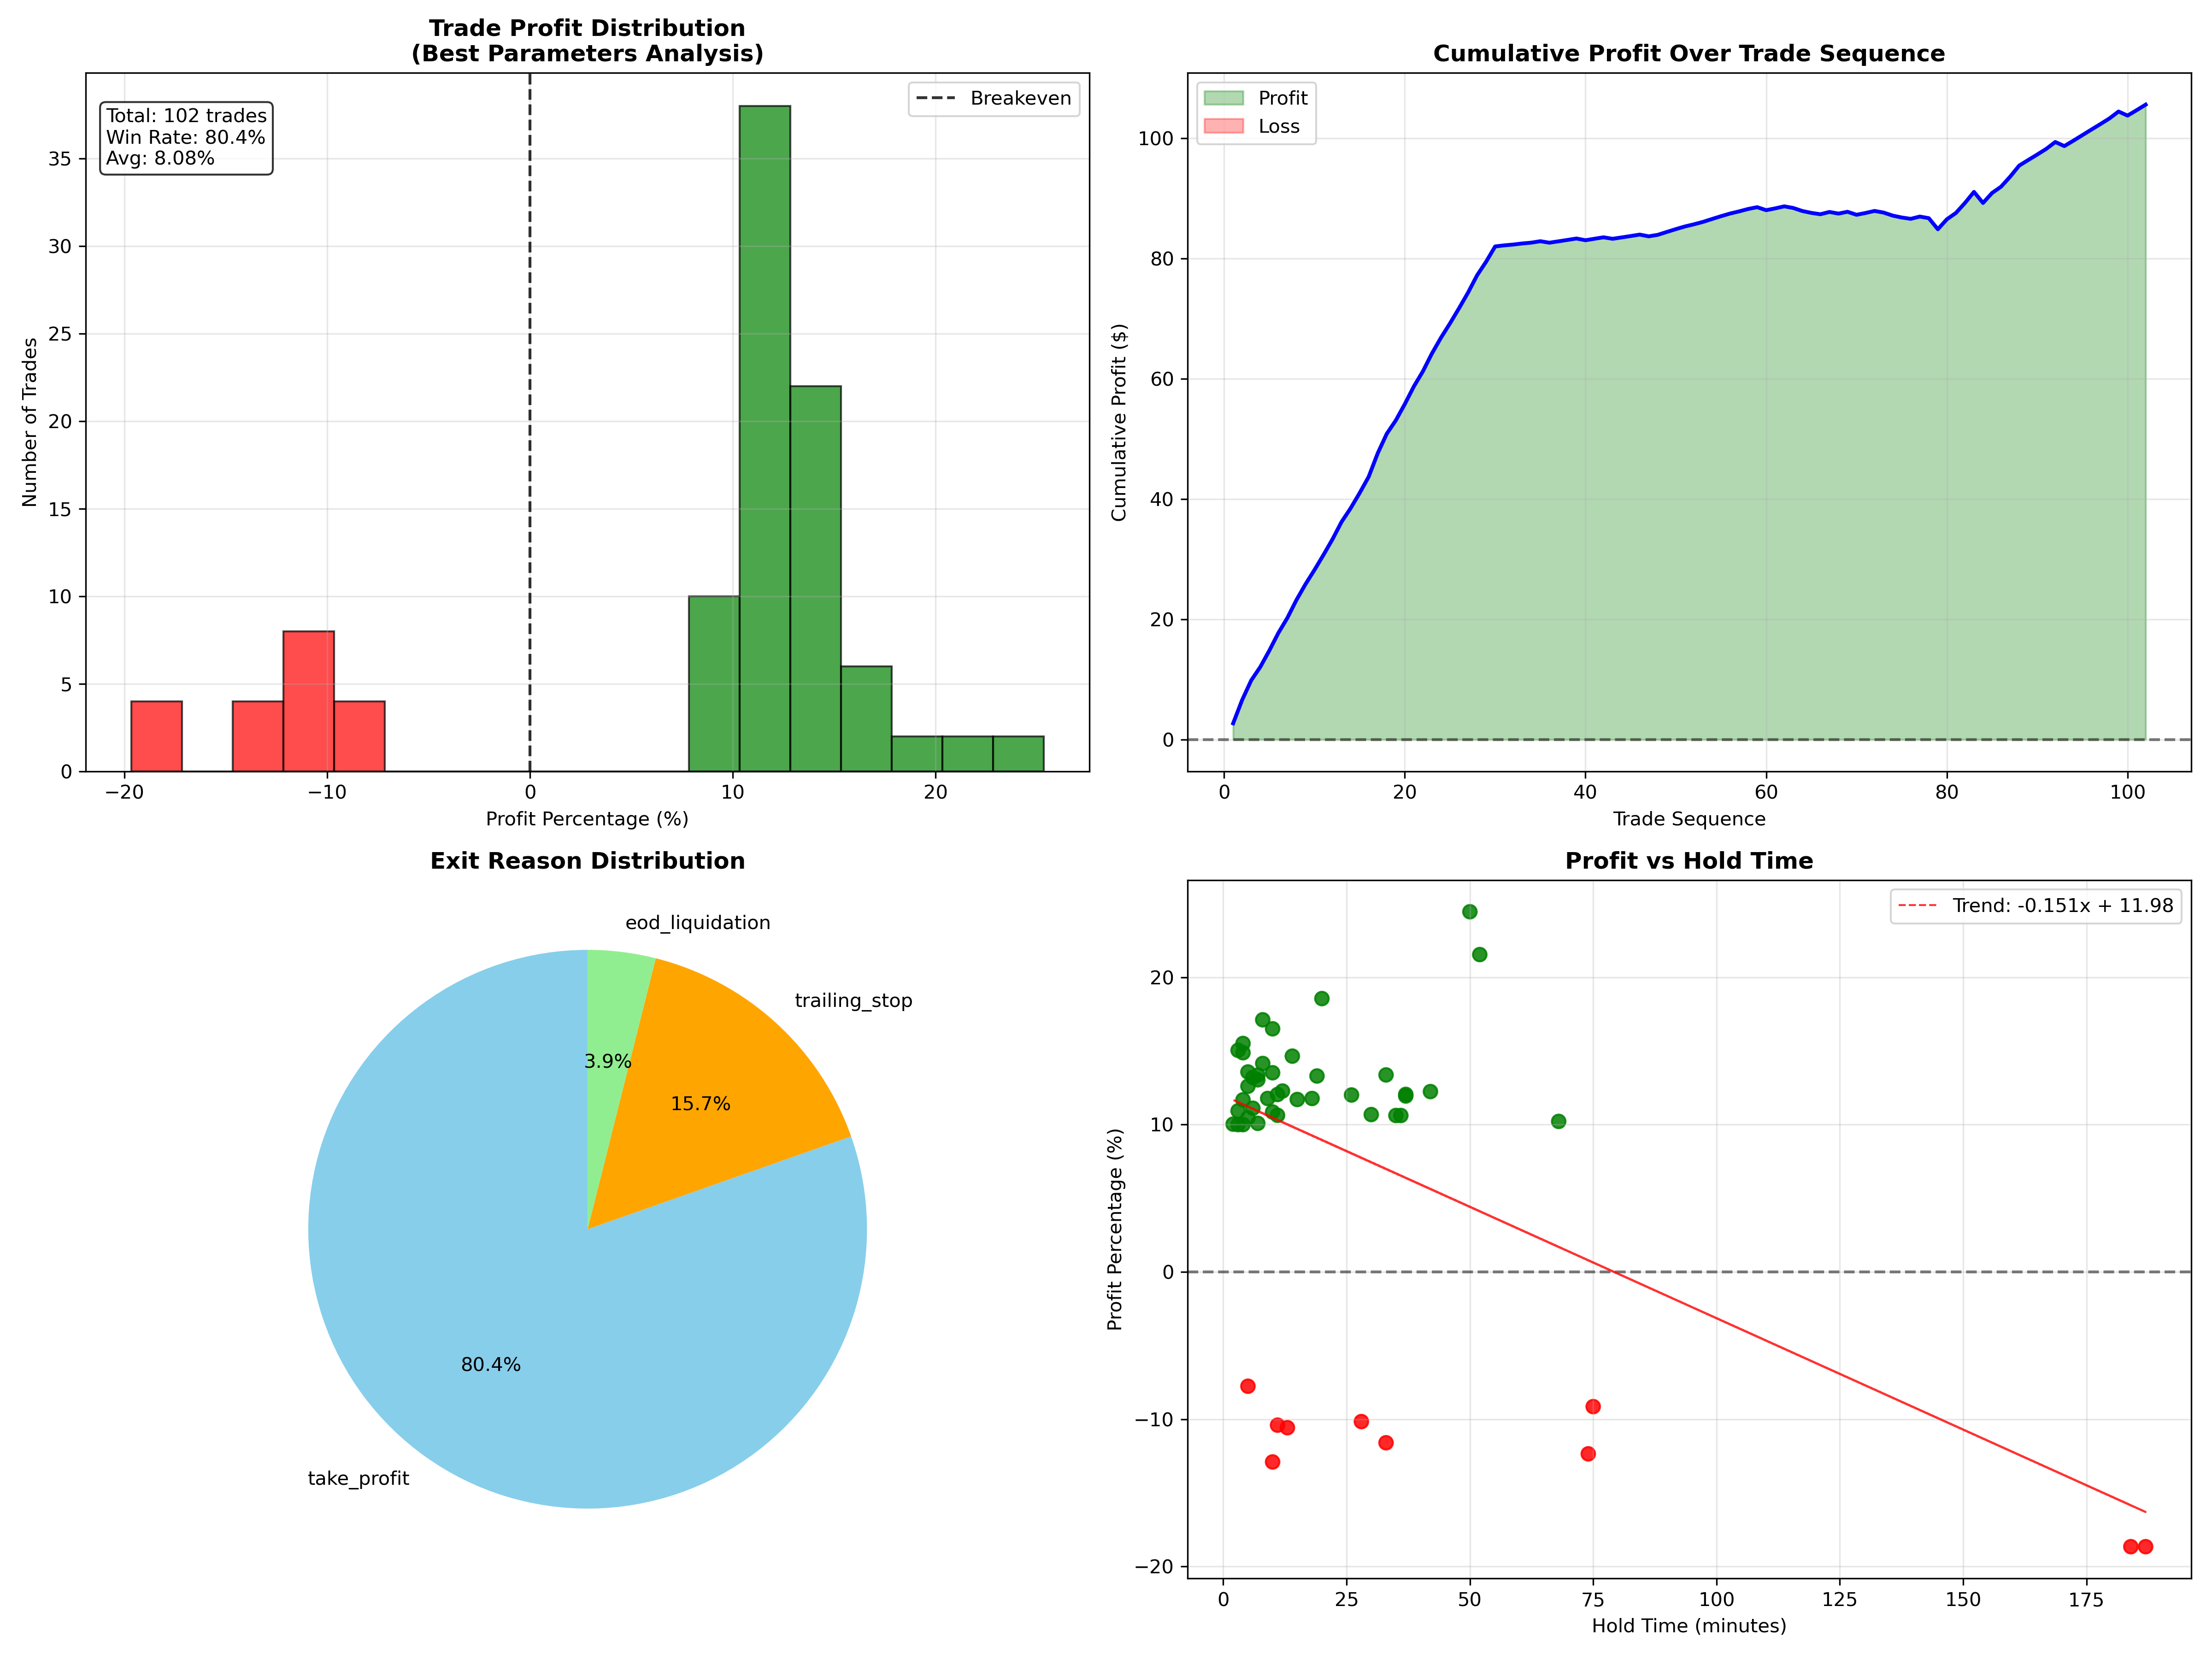 Trade Profit Distribution
(Best Parameters Analysis)
Total: 102 trades
Win Rate: 80.4%
Avg: 8.08%
Breakeven
Number of Trades
35
30
25
20
15
10
5
0
−20 −10 0 10 20
Profit Percentage (%)
Cumulative Profit Over Trade Sequence
Profit
Loss
Cumulative Profit ($)
100
80
60
40
20
0
0 20 40 60 80 100
Trade Sequence
Exit Reason Distribution
eod_liquidation
trailing_stop
3.9%
15.7%
80.4%
take_profit
Profit vs Hold Time
Trend: -0.151x + 11.98
Profit Percentage (%)
20
10
0
−10
−20
0 25 50 75 100 125 150 175
Hold Time (minutes)